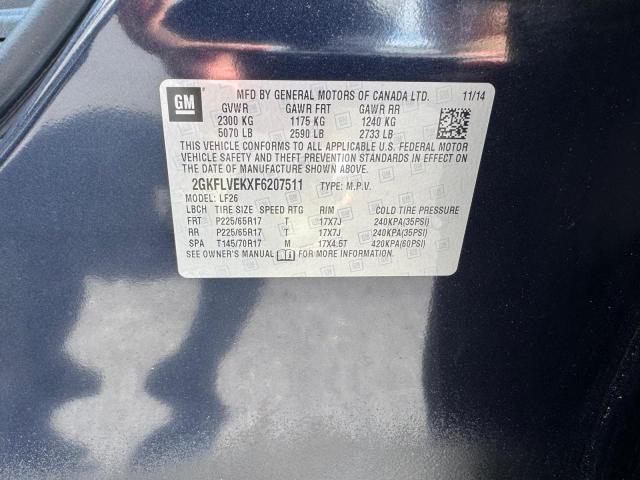 GM
MFD BY GENERAL MOTORS OF CANADA LTD. 11/14
GVWR GAWR FRT GAWR RR
2300 KG 1175 KG 1240 KG
5070 LB 2590 LB 2733 LB
THIS VEHICLE CONFORMS TO ALL APPLICABLE U.S. FEDERAL MOTOR
VEHICLE SAFETY AND THEFT PREVENTION STANDARDS IN EFFECT ON
THE DATE OF MANUFACTURE SHOWN ABOVE.
2GKFLVEKXF6207511 TYPE: M.P.V.
MODEL: LF26
LBCH TIRE SIZE SPEED RTG RIM COLD TIRE PRESSURE
FRT P225/65R17 T 17X7J 240KPA(35PSI)
RR P225/65R17 T 17X7J 240KPA(35PSI)
SPA T145/70R17 M 17X4.5T 420KPA(60PSI)
SEE OWNER'S MANUAL FOR MORE INFORMATION.